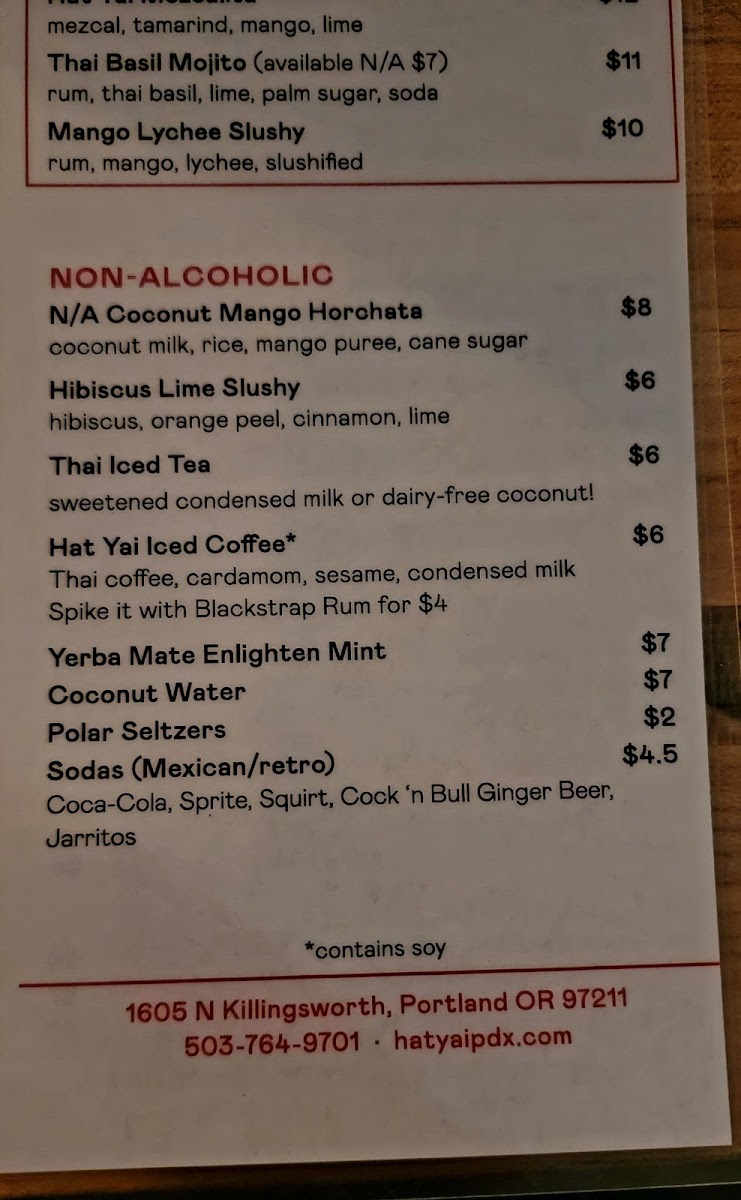 mezcal, tamarind, mango, lime
Thai Basil Mojito (available N/A $7) $11
rum, thai basil, lime, palm sugar, soda
Mango Lychee Slushy $10
rum, mango, lychee, slushified
NON-ALCOHOLIC
N/A Coconut Mango Horchata $8
coconut milk, rice, mango puree, cane sugar
Hibiscus Lime Slushy $6
hibiscus, orange peel, cinnamon, lime
Thai Iced Tea $6
sweetened condensed milk or dairy-free coconut!
Hat Yai Iced Coffee* $6
Thai coffee, cardamom, sesame, condensed milk
Spike it with Blackstrap Rum for $4
Yerba Mate Enlighten Mint $7
Coconut Water $7
Polar Seltzers $2
Sodas (Mexican/retro) $4.5
Coca-Cola, Sprite, Squirt, Cock 'n Bull Ginger Beer,
Jarritos
*contains soy
1605 N Killingsworth, Portland OR 97211
503-764-9701 · hatyaipdx.com